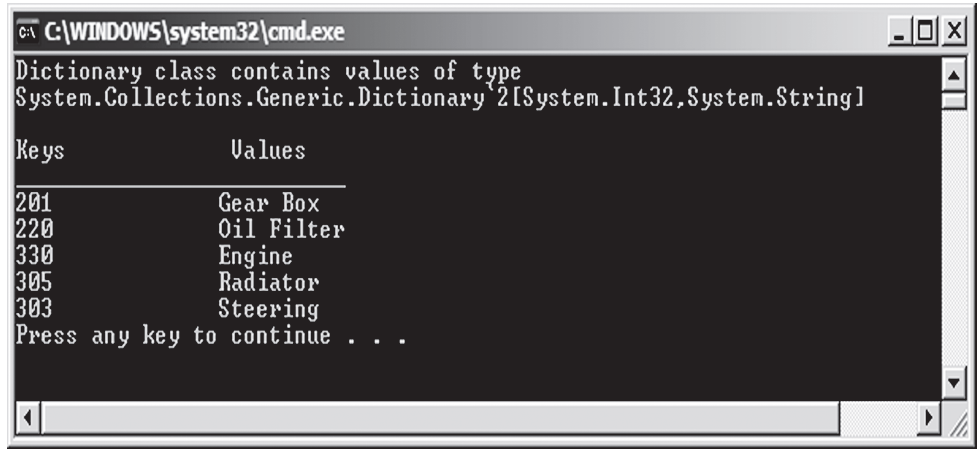 C:\WINDOWS\system32\cmd.exe
Dictionary class contains values of type
System.Collections.Generic.Dictionary`2[System.Int32,System.String]
Keys Values
201 Gear Box
220 Oil Filter
330 Engine
305 Radiator
303 Steering
Press any key to continue . . .